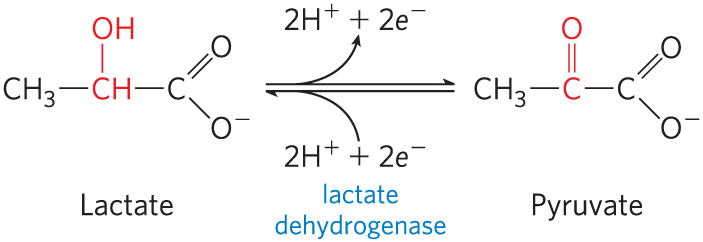 OH
O
2H⁺ + 2e⁻
O
O
CH₃—CH—C
CH₃—C—C
O⁻
O⁻
2H⁺ + 2e⁻
Lactate
lactate
dehydrogenase
Pyruvate